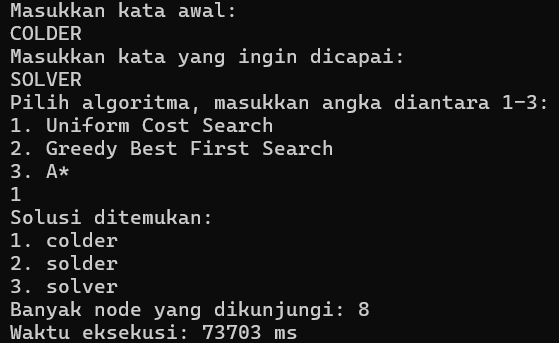 Masukkan kata awal:
COLDER
Masukkan kata yang ingin dicapai:
SOLVER
Pilih algoritma, masukkan angka diantara 1-3:
1. Uniform Cost Search
2. Greedy Best First Search
3. A*
1
Solusi ditemukan:
1. colder
2. solder
3. solver
Banyak node yang dikunjungi: 8
Waktu eksekusi: 73703 ms